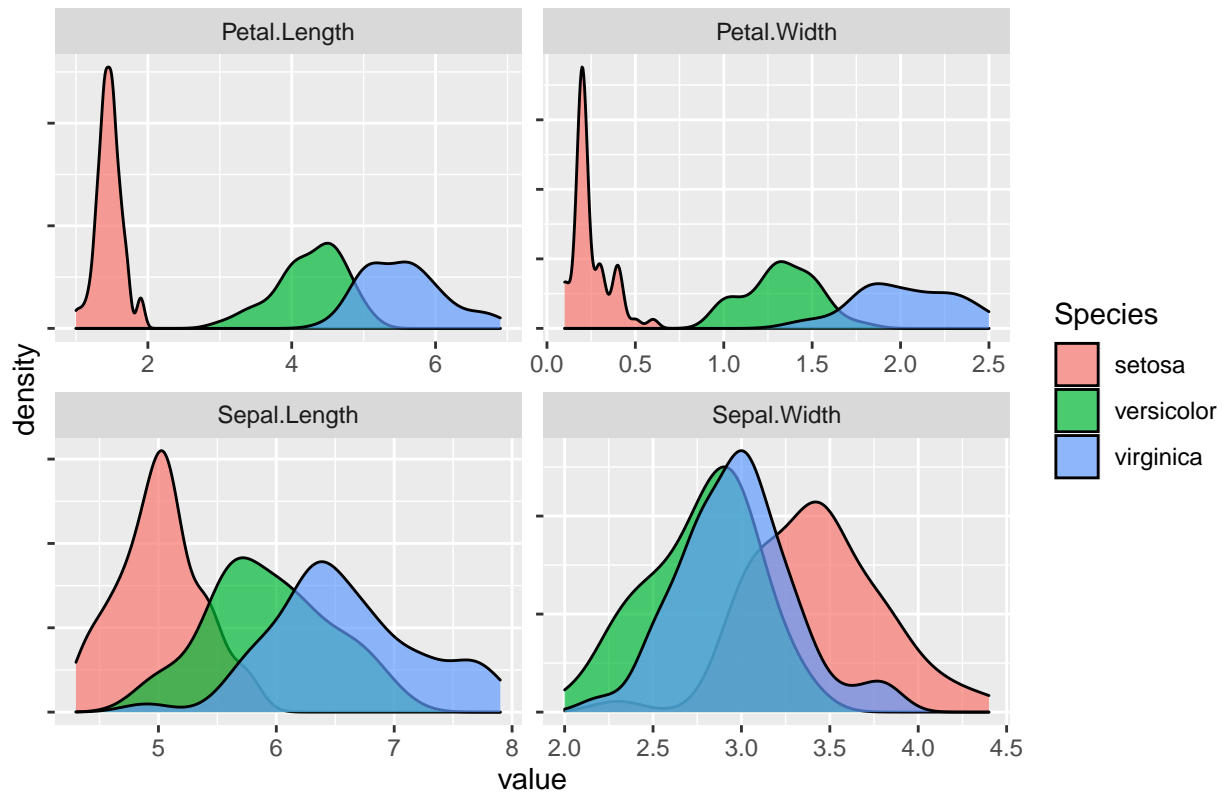 Petal.Length
Petal.Width
2 4 6
0.0 0.5 1.0 1.5 2.0 2.5
Sepal.Length
Sepal.Width
5 6 7 8
2.0 2.5 3.0 3.5 4.0 4.5
density
value
Species
setosa
versicolor
virginica